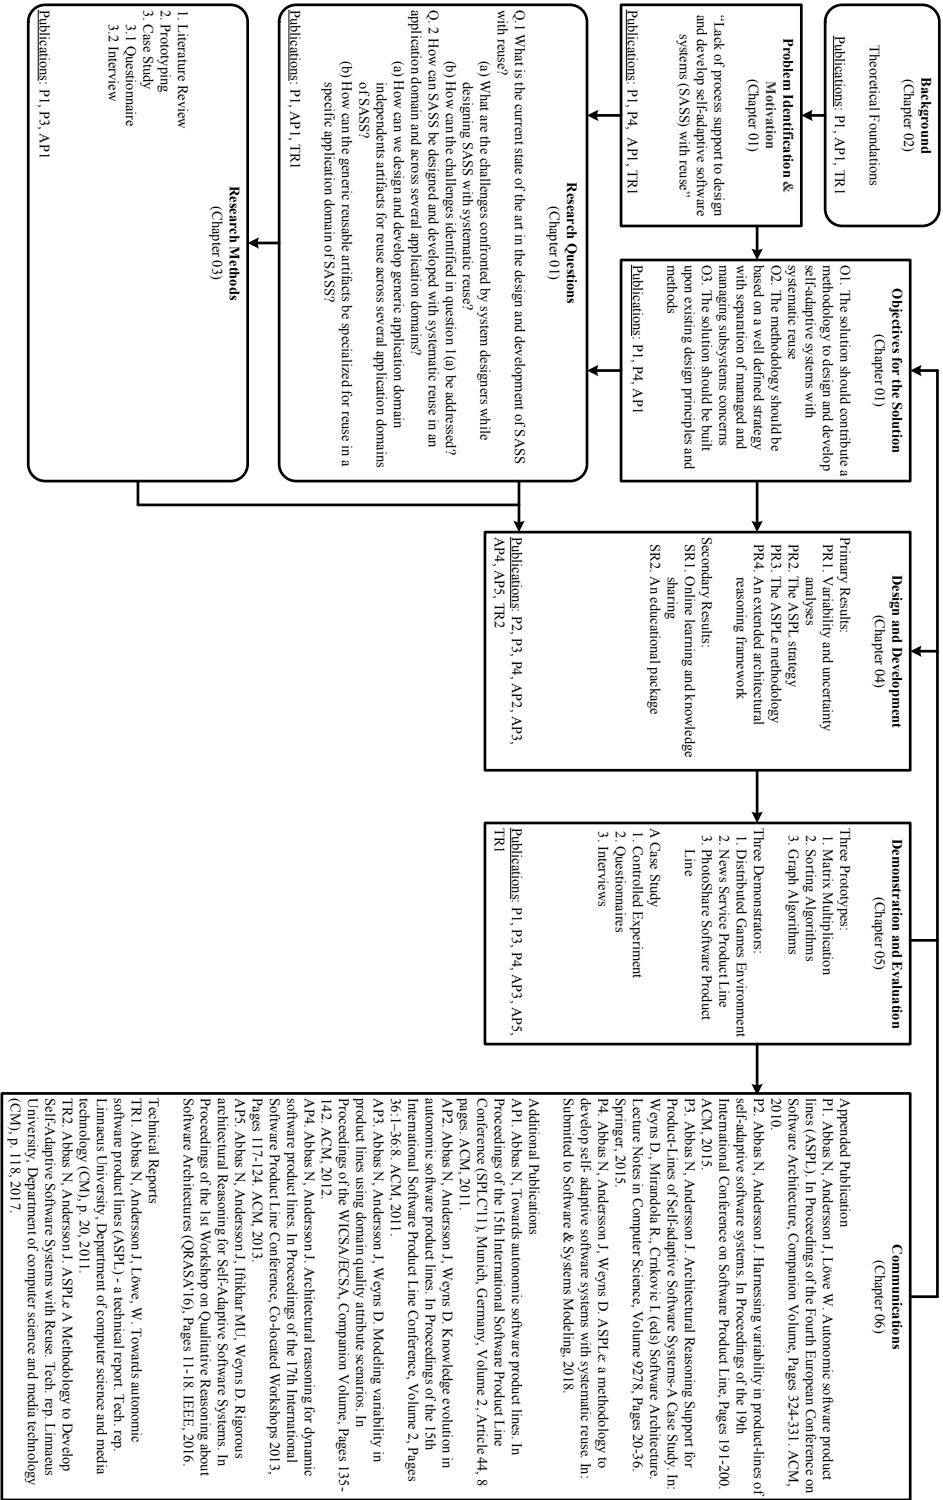 Background
(Chapter 02)
Theoretical Foundations
Publications: P1, AP1, TR1
Problem Identification &
Motivation
(Chapter 01)
“Lack of process support to design
and develop self-adaptive software
systems (SASS) with reuse”
Publications: P1, P4, AP1, TR1
Objectives for the Solution
(Chapter 01)
O1. The solution should contribute a
methodology to design and develop
self-adaptive systems with
systematic reuse
O2. The methodology should be
based on a well defined strategy
with separation of managed and
managing subsystems concerns
O3. The solution should be built
upon existing design principles and
methods
Publications: P1, P4, AP1
Research Questions
(Chapter 01)
Q.1 What is the current state of the art in the design and development of SASS
with reuse?
(a) What are the challenges confronted by system designers while
designing SASS with systematic reuse?
(b) How can the challenges identified in question 1(a) be addressed?
Q. 2 How can SASS be designed and developed with systematic reuse in an
application domain and across several application domains?
(a) How can we design and develop generic application domain
independents artifacts for reuse across several application domains
of SASS?
(b) How can the generic reusable artifacts be specialized for reuse in a
specific application domain of SASS?
Publications: P1, AP1, TR1
Research Methods
(Chapter 03)
1. Literature Review
2. Prototyping
3. Case Study
3.1 Questionnaire
3.2 Interview
Publications: P1, P3, AP1
Design and Development
(Chapter 04)
Primary Results:
PR1. Variability and uncertainty
analyses
PR2. The ASPL strategy
PR3. The ASPLe methodology
PR4. An extended architectural
reasoning framework
Secondary Results:
SR1. Online learning and knowledge
sharing
SR2. An educational package
Publications: P2, P3, P4, AP2, AP3,
AP4, AP5, TR2
Demonstration and Evaluation
(Chapter 05)
Three Prototypes:
1. Matrix Multiplication
2. Sorting Algorithms
3. Graph Algorithms
Three Demonstrators:
1. Distributed Games Environment
2. News Service Product Line
3. PhotoShare Software Product
Line
A Case Study
1. Controlled Experiment
2. Questionnaires
3. Interviews
Publications: P1, P3, P4, AP3, AP5,
TR1
Communications
(Chapter 06)
Appended Publication
P1. Abbas N, Andersson J, Löwe W. Autonomic software product
lines (ASPL). In Proceedings of the Fourth European Conference on
Software Architecture, Companion Volume, Pages 324-331. ACM,
2010.
P2. Abbas N, Andersson J. Harnessing variability in product-lines of
self-adaptive software systems. In Proceedings of the 19th
International Conference on Software Product Line, Pages 191-200.
ACM, 2015.
P3. Abbas N, Andersson J. Architectural Reasoning Support for
Product-Lines of Self-adaptive Software Systems-A Case Study. In:
Weyns D., Mirandola R., Crnkovic I. (eds) Software Architecture.
Lecture Notes in Computer Science, Volume 9278, Pages 20-36.
Springer, 2015.
P4. Abbas N, Andersson J, Weyns D. ASPLe: a methodology to
develop self- adaptive software systems with systematic reuse. In:
Submitted to Software & Systems Modeling, 2018.
Additional Publications
AP1. Abbas N, Towards autonomic software product lines. In
Proceedings of the 15th International Software Product Line
Conference (SPLC'11), Munich, Germany, Volume 2, Article 44, 8
pages. ACM, 2011.
AP2. Abbas N, Andersson J, Weyns D. Knowledge evolution in
autonomic software product lines. In Proceedings of the 15th
International Software Product Line Conference, Volume 2, Pages
36:1–36:8. ACM, 2011.
AP3. Abbas N, Andersson J, Weyns D. Modeling variability in
product lines using domain quality attribute scenarios. In
Proceedings of the WICSA/ECSA, Companion Volume, Pages 135-
142. ACM, 2012.
AP4. Abbas N, Andersson J. Architectural reasoning for dynamic
software product lines. In Proceedings of the 17th International
Software Product Line Conference, Co-located Workshops 2013,
Pages 117-124. ACM, 2013.
AP5. Abbas N, Andersson J, Iftikhar MU, Weyns D. Rigorous
architectural Reasoning for Self-Adaptive Software Systems. In
Proceedings of the 1st Workshop on Qualitative Reasoning about
Software Architectures (QRASA'16), Pages 11-18. IEEE, 2016.
Technical Reports
TR1. Abbas N, Andersson J, Löwe, W. Towards autonomic
software product lines (ASPL) - a technical report. Tech. rep.
Linnaeus University, Department of computer science and media
technology (CM), p. 20, 2011.
TR2. Abbas N, Andersson J. ASPLe A Methodology to Develop
Self-Adaptive Software Systems with Reuse. Tech. rep. Linnaeus
University, Department of computer science and media technology
(CM), p. 118, 2017.